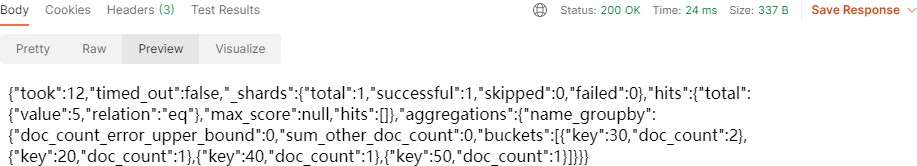 Body Cookies Headers (3) Test Results Status: 200 OK Time: 24 ms Size: 337 B Save Response
Pretty Raw Preview Visualize
{"took":12,"timed_out":false,"_shards":{"total":1,"successful":1,"skipped":0,"failed":0},"hits":{"total":
{"value":5,"relation":"eq"},"max_score":null,"hits":[]},"aggregations":{"name_groupby":
{"doc_count_error_upper_bound":0,"sum_other_doc_count":0,"buckets":[{"key":30,"doc_count":2},
{"key":20,"doc_count":1},{"key":40,"doc_count":1},{"key":50,"doc_count":1}]}}}